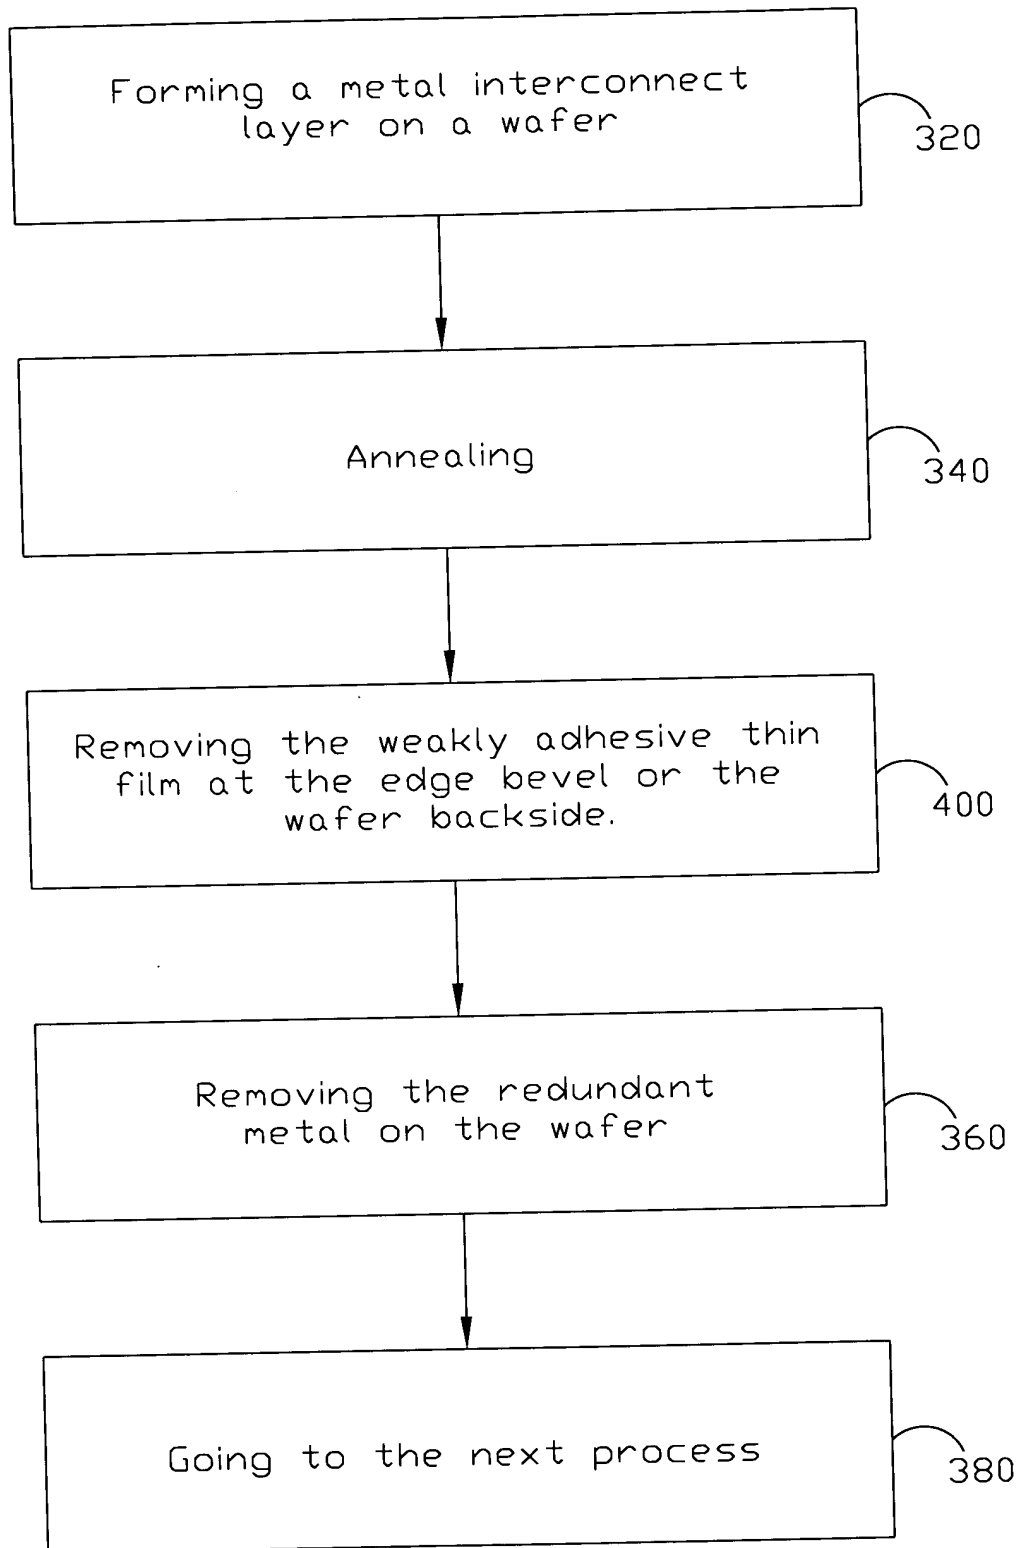 Forming a metal interconnect
layer on a wafer
320
Annealing
340
Removing the weakly adhesive thin
film at the edge bevel or the
wafer backside.
400
Removing the redundant
metal on the wafer
360
Going to the next process
380